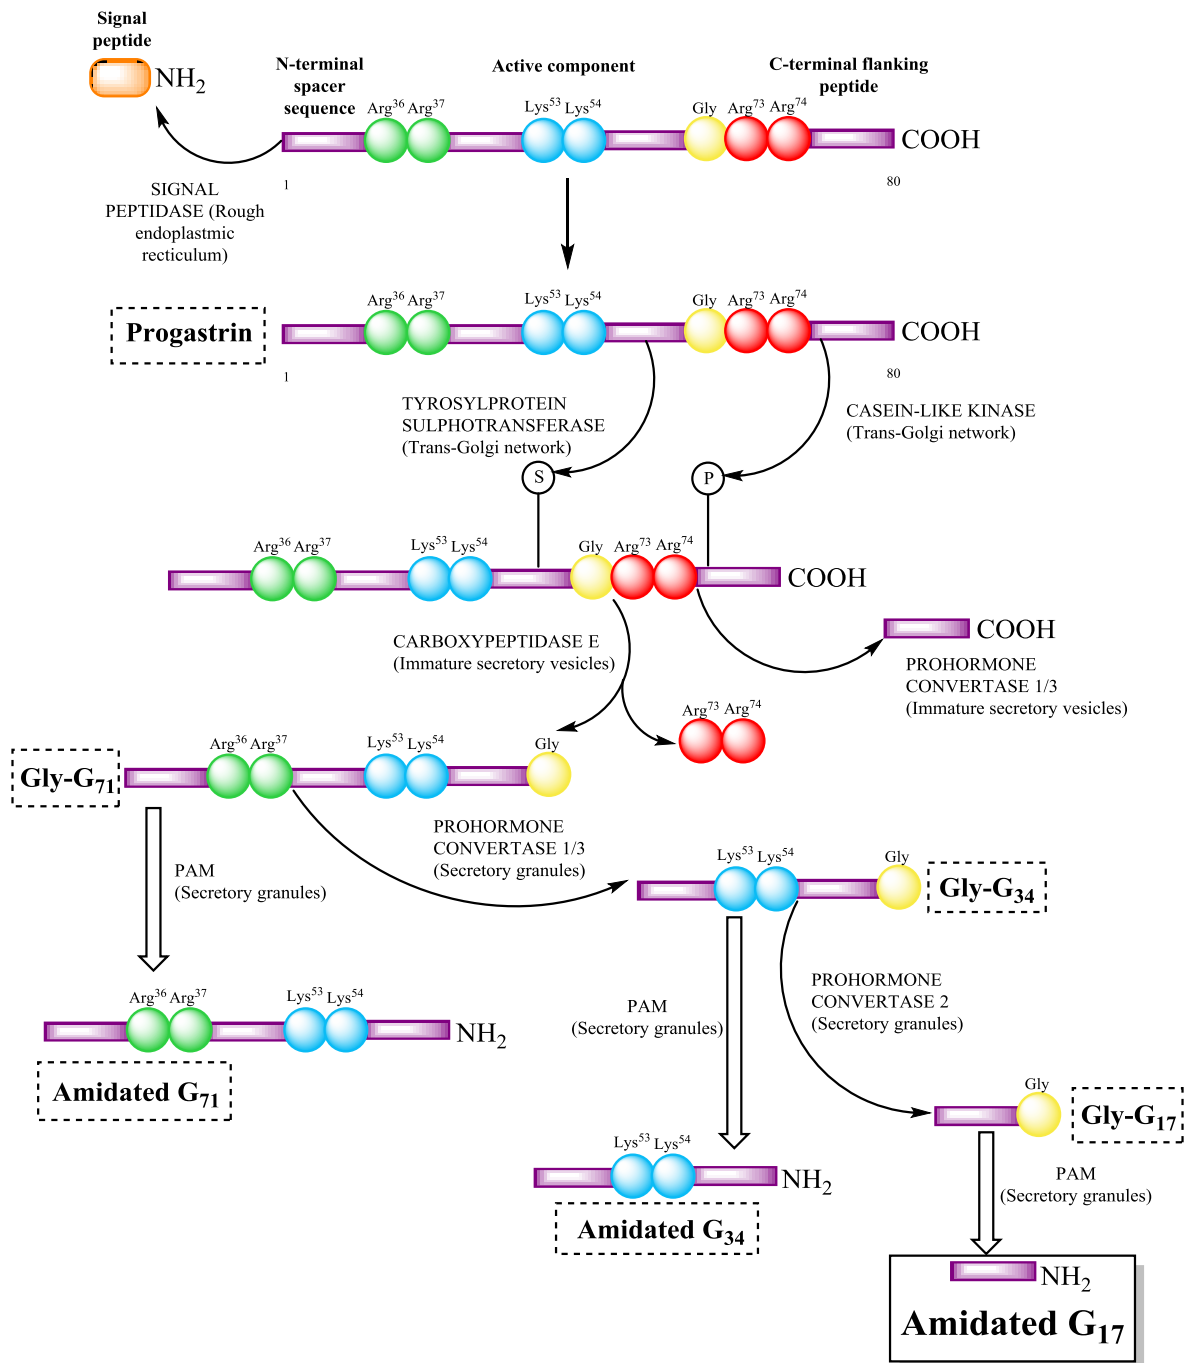 Signal
peptide
NH2
N-terminal
spacer
sequence
Active component
C-terminal flanking
peptide
Arg36 Arg37
Lys53 Lys54
Gly Arg73 Arg74
COOH
1
80
SIGNAL
PEPTIDASE (Rough
endoplastmic
recticulum)
Progastrin
Arg36 Arg37
Lys53 Lys54
Gly Arg73 Arg74
COOH
1
80
TYROSYLPROTEIN
SULPHOTRANSFERASE
(Trans-Golgi network)
CASEIN-LIKE KINASE
(Trans-Golgi network)
S
P
Arg36 Arg37
Lys53 Lys54
Gly Arg73 Arg74
COOH
CARBOXYPEPTIDASE E
(Immature secretory vesicles)
COOH
PROHORMONE
CONVERTASE 1/3
(Immature secretory vesicles)
Arg73 Arg74
Gly-G71
Arg36 Arg37
Lys53 Lys54
Gly
PROHORMONE
CONVERTASE 1/3
(Secretory granules)
PAM
(Secretory granules)
Lys53 Lys54
Gly
Gly-G34
Arg36 Arg37
Lys53 Lys54
NH2
Amidated G71
PAM
(Secretory granules)
PROHORMONE
CONVERTASE 2
(Secretory granules)
Gly
Gly-G17
Lys53 Lys54
NH2
Amidated G34
PAM
(Secretory granules)
NH2
Amidated G17